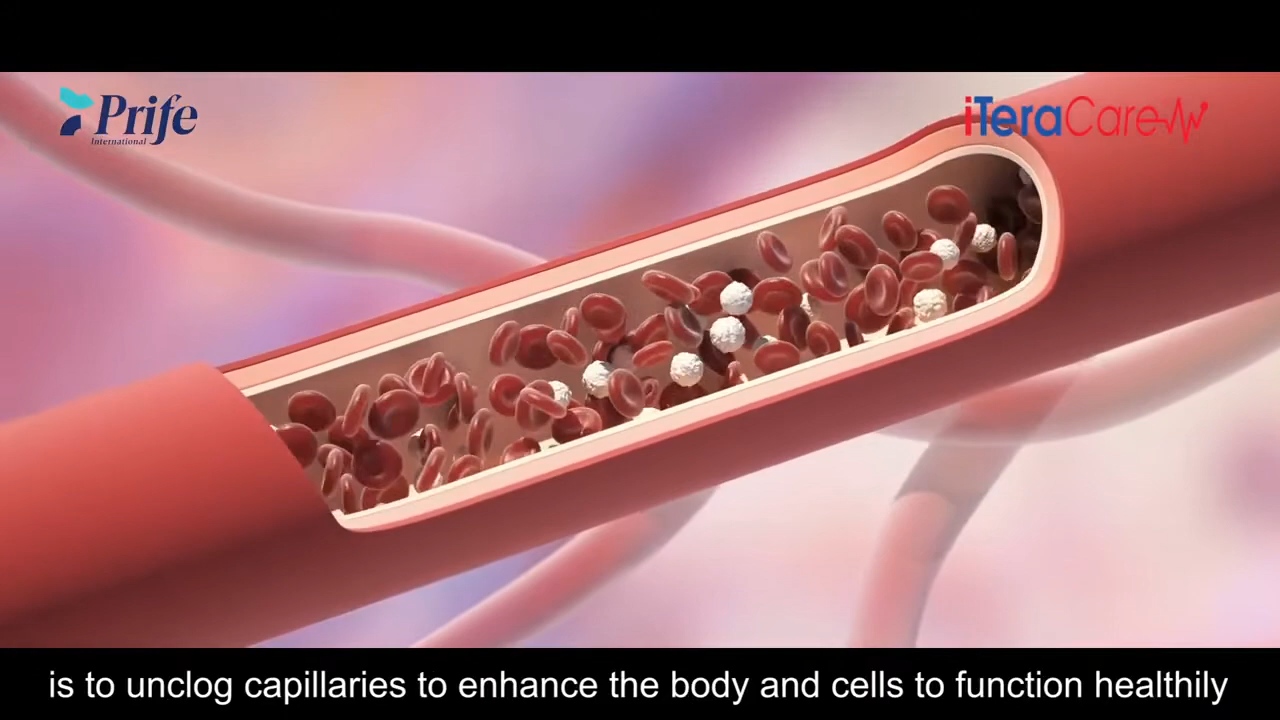 Prife
International
iTeraCare
is to unclog capillaries to enhance the body and cells to function healthily